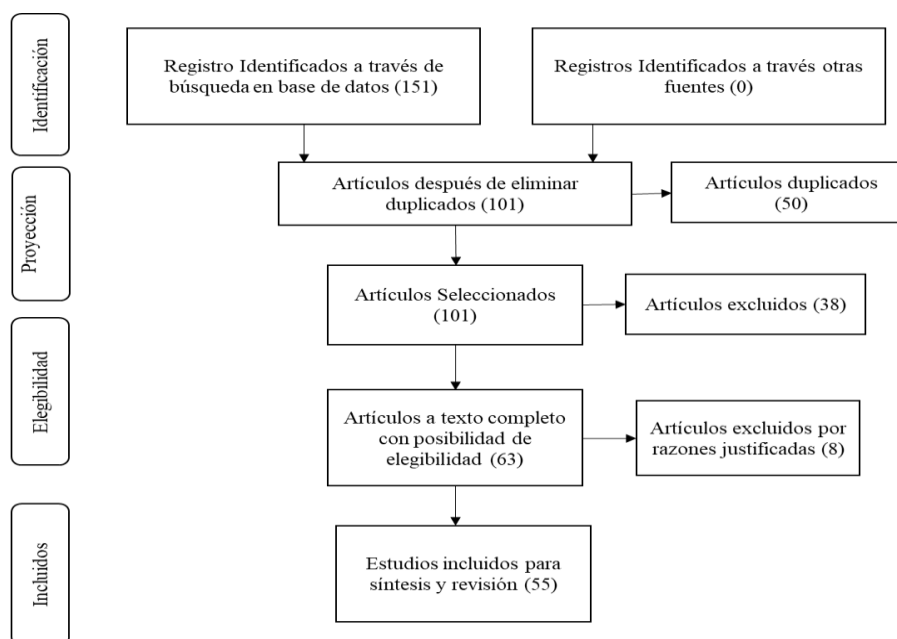 Identificación
Registro Identificados a través de
búsqueda en base de datos (151)
Registros Identificados a través otras
fuentes (0)
Proyección
Artículos después de eliminar
duplicados (101)
Artículos duplicados
(50)
Artículos Seleccionados
(101)
Artículos excluidos (38)
Elegibilidad
Artículos a texto completo
con posibilidad de
elegibilidad (63)
Artículos excluidos por
razones justificadas (8)
Incluidos
Estudios incluidos para
síntesis y revisión (55)